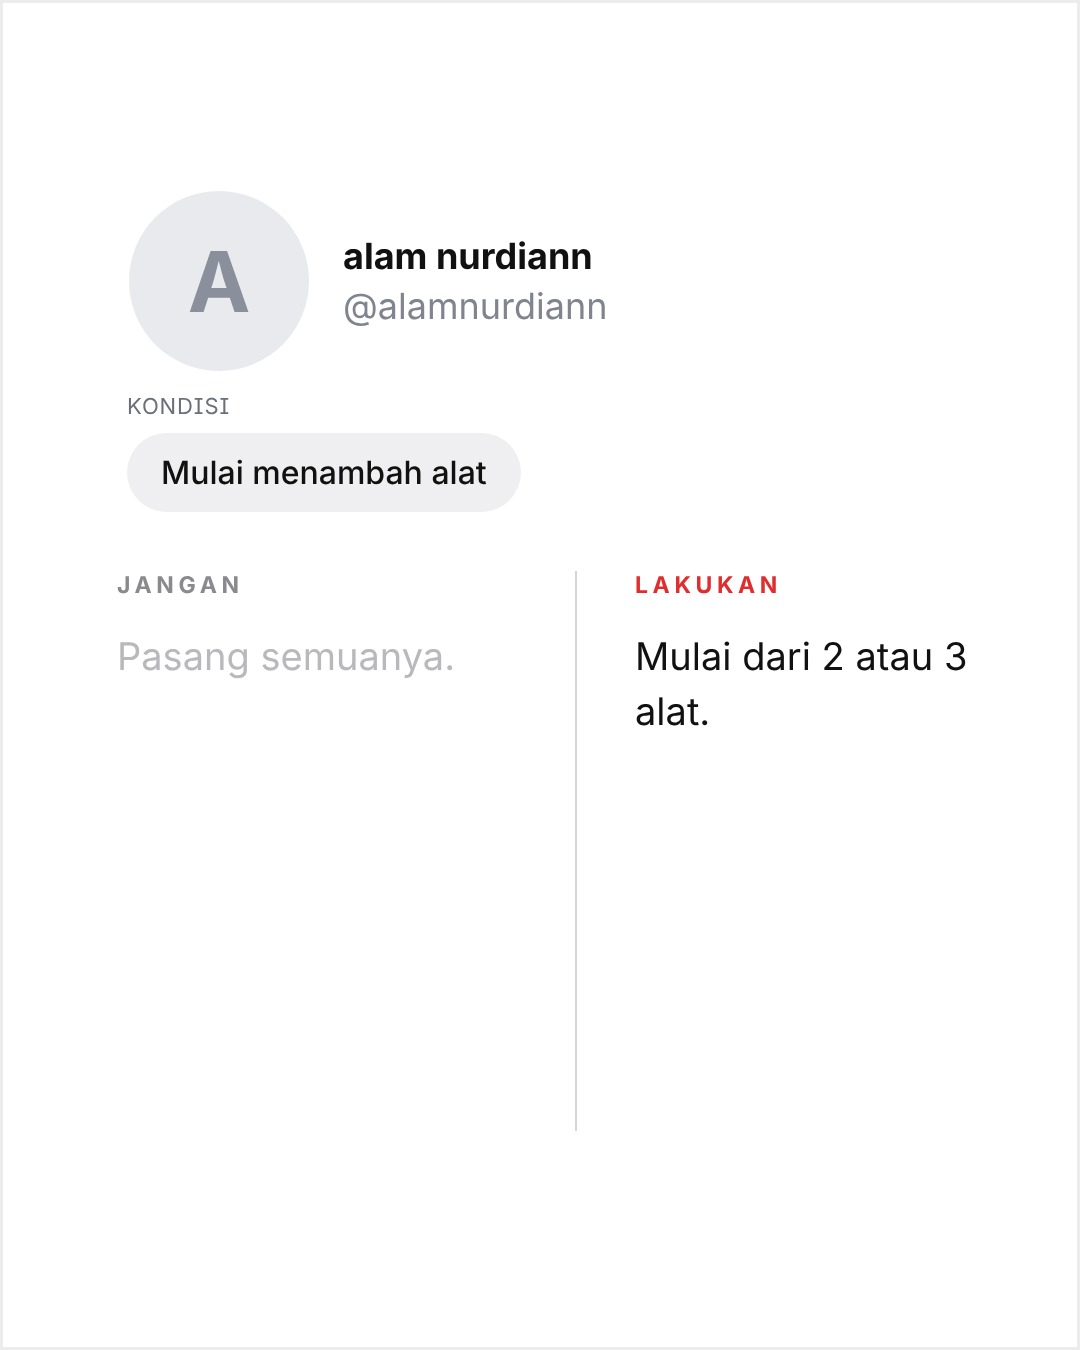 A
alam nurdiann
@alamnurdiann
KONDISI
Mulai menambah alat
JANGAN
Pasang semuanya.
LAKUKAN
Mulai dari 2 atau 3
alat.